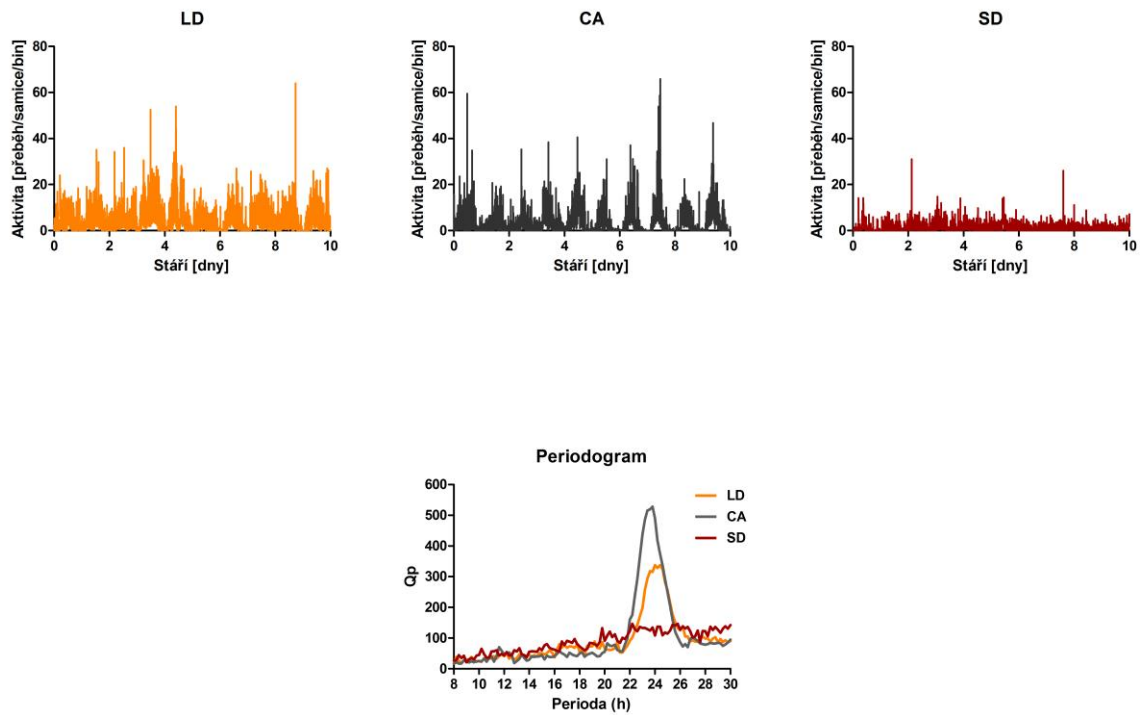 LD
CA
SD
Aktivita [přeběh/samice/bin]
80
60
40
20
0
0 2 4 6 8 10
Stáří [dny]
Aktivita [přeběh/samice/bin]
80
60
40
20
0
0 2 4 6 8 10
Stáří [dny]
Aktivita [přeběh/samice/bin]
80
60
40
20
0
0 2 4 6 8 10
Stáří [dny]
Periodogram
Qp
600
500
400
300
200
100
0
8 10 12 14 16 18 20 22 24 26 28 30
Perioda (h)
LD
CA
SD